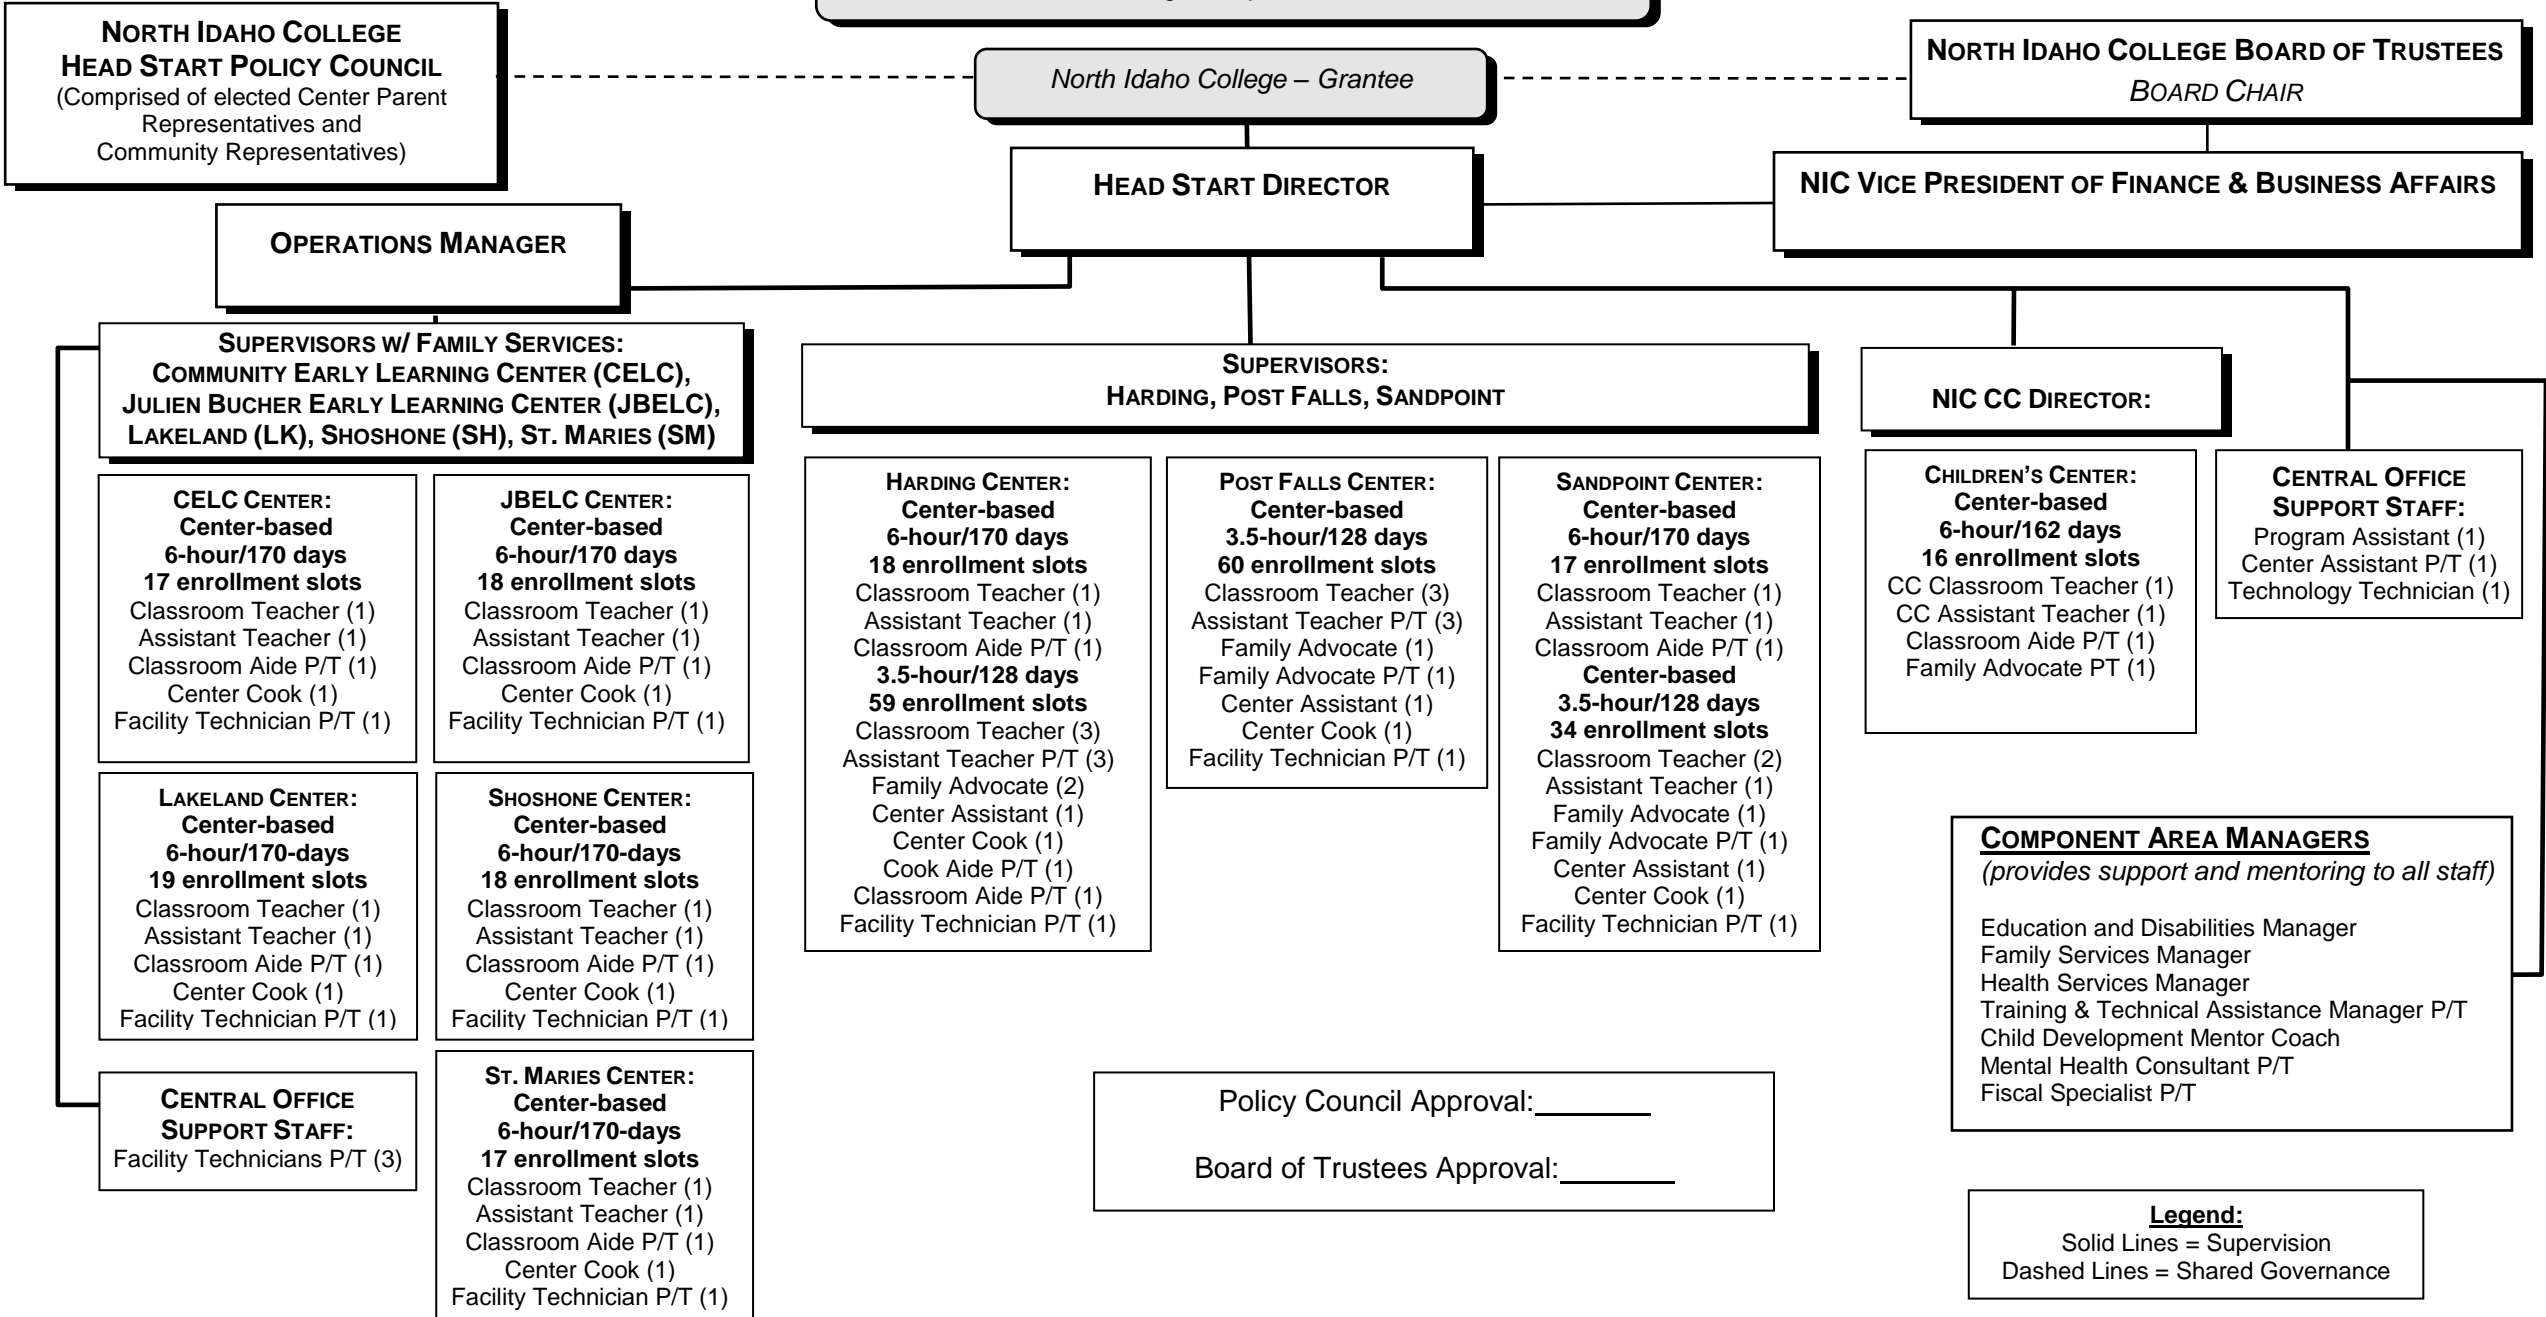 NORTH IDAHO COLLEGE
HEAD START POLICY COUNCIL
(Comprised of elected Center Parent
Representatives and
Community Representatives)
North Idaho College – Grantee
NORTH IDAHO COLLEGE BOARD OF TRUSTEES
BOARD CHAIR
HEAD START DIRECTOR
NIC VICE PRESIDENT OF FINANCE & BUSINESS AFFAIRS
OPERATIONS MANAGER
SUPERVISORS W/ FAMILY SERVICES:
COMMUNITY EARLY LEARNING CENTER (CELC),
JULIEN BUCHER EARLY LEARNING CENTER (JBELC),
LAKELAND (LK), SHOSHONE (SH), ST. MARIES (SM)
SUPERVISORS:
HARDING, POST FALLS, SANDPOINT
NIC CC DIRECTOR:
CELC CENTER:
Center-based
6-hour/170 days
17 enrollment slots
Classroom Teacher (1)
Assistant Teacher (1)
Classroom Aide P/T (1)
Center Cook (1)
Facility Technician P/T (1)
JBELC CENTER:
Center-based
6-hour/170 days
18 enrollment slots
Classroom Teacher (1)
Assistant Teacher (1)
Classroom Aide P/T (1)
Center Cook (1)
Facility Technician P/T (1)
LAKELAND CENTER:
Center-based
6-hour/170-days
19 enrollment slots
Classroom Teacher (1)
Assistant Teacher (1)
Classroom Aide P/T (1)
Center Cook (1)
Facility Technician P/T (1)
SHOSHONE CENTER:
Center-based
6-hour/170-days
18 enrollment slots
Classroom Teacher (1)
Assistant Teacher (1)
Classroom Aide P/T (1)
Center Cook (1)
Facility Technician P/T (1)
CENTRAL OFFICE
SUPPORT STAFF:
Facility Technicians P/T (3)
ST. MARIES CENTER:
Center-based
6-hour/170-days
17 enrollment slots
Classroom Teacher (1)
Assistant Teacher (1)
Classroom Aide P/T (1)
Center Cook (1)
Facility Technician P/T (1)
HARDING CENTER:
Center-based
6-hour/170 days
18 enrollment slots
Classroom Teacher (1)
Assistant Teacher (1)
Classroom Aide P/T (1)
3.5-hour/128 days
59 enrollment slots
Classroom Teacher (3)
Assistant Teacher P/T (3)
Family Advocate (2)
Center Assistant (1)
Center Cook (1)
Cook Aide P/T (1)
Classroom Aide P/T (1)
Facility Technician P/T (1)
POST FALLS CENTER:
Center-based
3.5-hour/128 days
60 enrollment slots
Classroom Teacher (3)
Assistant Teacher P/T (3)
Family Advocate (1)
Family Advocate P/T (1)
Center Assistant (1)
Center Cook (1)
Facility Technician P/T (1)
SANDPOINT CENTER:
Center-based
6-hour/170 days
17 enrollment slots
Classroom Teacher (1)
Assistant Teacher (1)
Classroom Aide P/T (1)
Center-based
3.5-hour/128 days
34 enrollment slots
Classroom Teacher (2)
Assistant Teacher (1)
Family Advocate (1)
Family Advocate P/T (1)
Center Assistant (1)
Center Cook (1)
Facility Technician P/T (1)
CHILDREN'S CENTER:
Center-based
6-hour/162 days
16 enrollment slots
CC Classroom Teacher (1)
CC Assistant Teacher (1)
Classroom Aide P/T (1)
Family Advocate PT (1)
CENTRAL OFFICE
SUPPORT STAFF:
Program Assistant (1)
Center Assistant P/T (1)
Technology Technician (1)
COMPONENT AREA MANAGERS
(provides support and mentoring to all staff)
Education and Disabilities Manager
Family Services Manager
Health Services Manager
Training & Technical Assistance Manager P/T
Child Development Mentor Coach
Mental Health Consultant P/T
Fiscal Specialist P/T
Policy Council Approval:_______
Board of Trustees Approval:_______
Legend:
Solid Lines = Supervision
Dashed Lines = Shared Governance